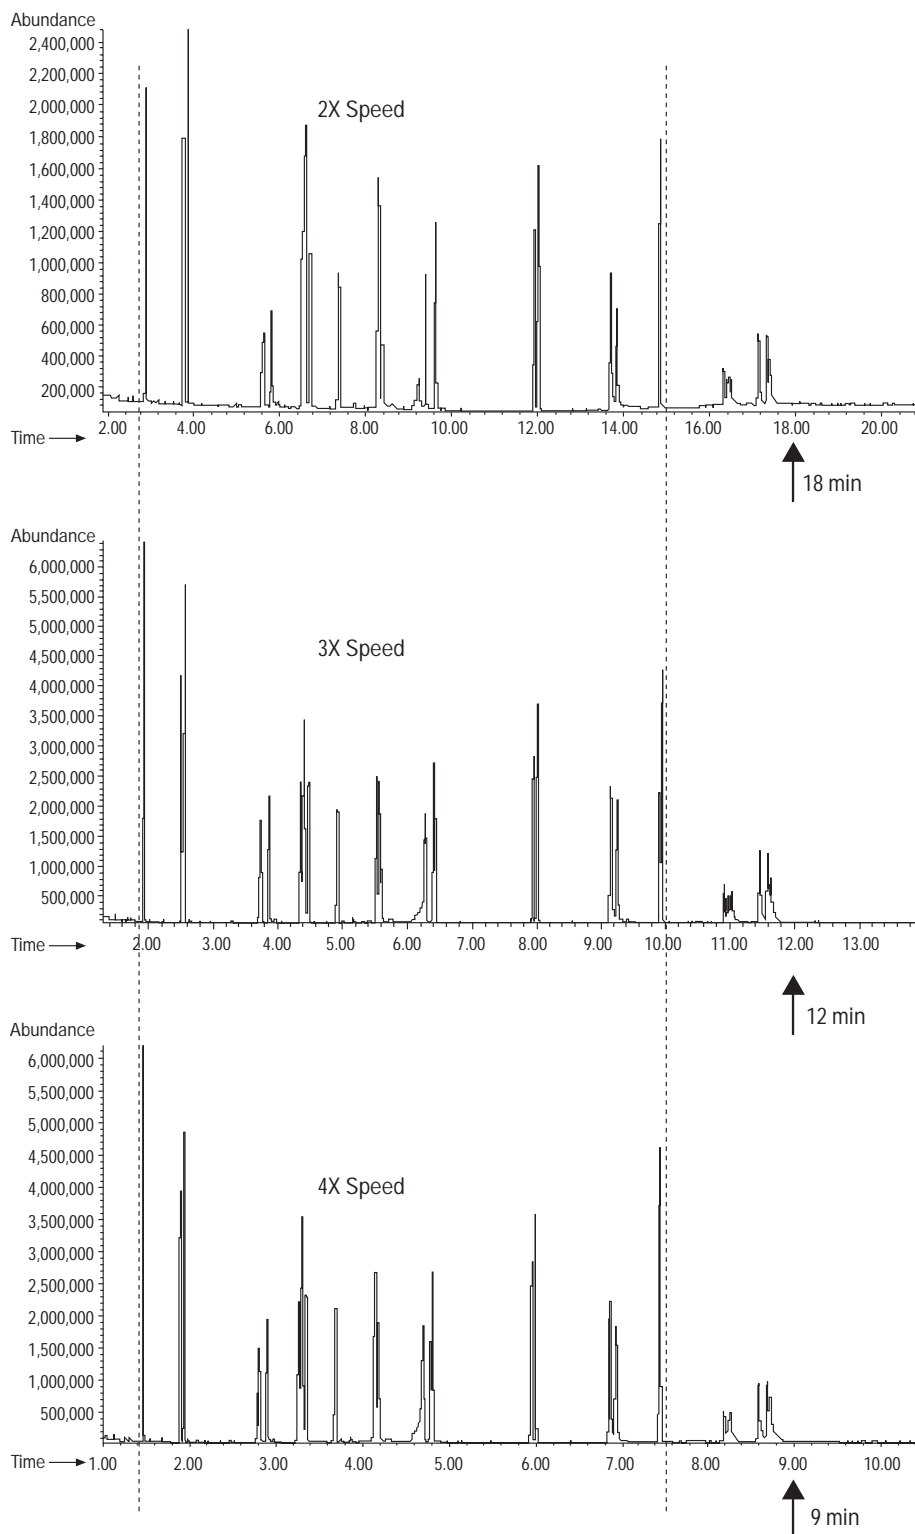 Abundance
2,400,000
2,200,000
2,000,000
1,800,000
1,600,000
1,400,000
1,200,000
1,000,000
800,000
600,000
400,000
200,000
2X Speed
2.00 4.00 6.00 8.00 10.00 12.00 14.00 16.00 18.00 20.00
Time
18 min
Abundance
6,000,000
5,500,000
5,000,000
4,500,000
4,000,000
3,500,000
3,000,000
2,500,000
2,000,000
1,500,000
1,000,000
500,000
3X Speed
2.00 3.00 4.00 5.00 6.00 7.00 8.00 9.00 10.00 11.00 12.00 13.00
Time
12 min
Abundance
6,000,000
5,500,000
5,000,000
4,500,000
4,000,000
3,500,000
3,000,000
2,500,000
2,000,000
1,500,000
1,000,000
500,000
4X Speed
Time 1.00 2.00 3.00 4.00 5.00 6.00 7.00 8.00 9.00 10.00
9 min